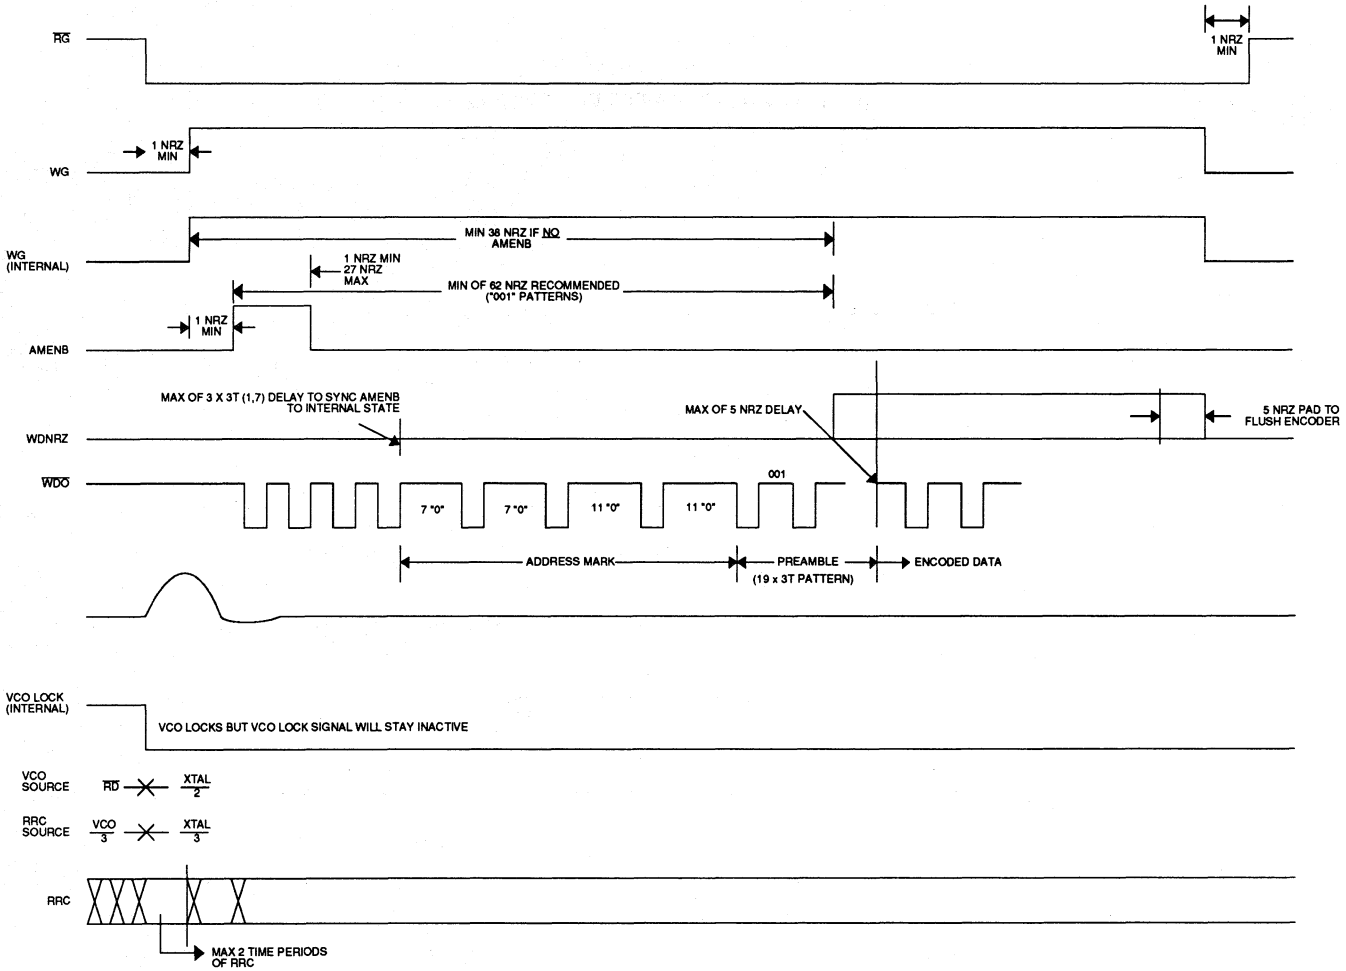 RG
1 NRZ
MIN
1 NRZ
MIN
WG
MIN 38 NRZ IF NO
AMENB
WG
(INTERNAL)
1 NRZ MIN
27 NRZ
MAX
MIN OF 62 NRZ RECOMMENDED
("001" PATTERNS)
1 NRZ
MIN
AMENB
MAX OF 3 X 3T (1,7) DELAY TO SYNC AMENB
TO INTERNAL STATE
MAX OF 5 NRZ DELAY
5 NRZ PAD TO
FLUSH ENCODER
WDNRZ
WDO
001
7 "0"
7 "0"
11 "0"
11 "0"
ADDRESS MARK
PREAMBLE
(19 x 3T PATTERN)
ENCODED DATA
VCO LOCK
(INTERNAL)
VCO LOCKS BUT VCO LOCK SIGNAL WILL STAY INACTIVE
VCO
SOURCE
RD
XTAL
2
RRC
SOURCE
VCO
3
XTAL
3
RRC
MAX 2 TIME PERIODS
OF RRC